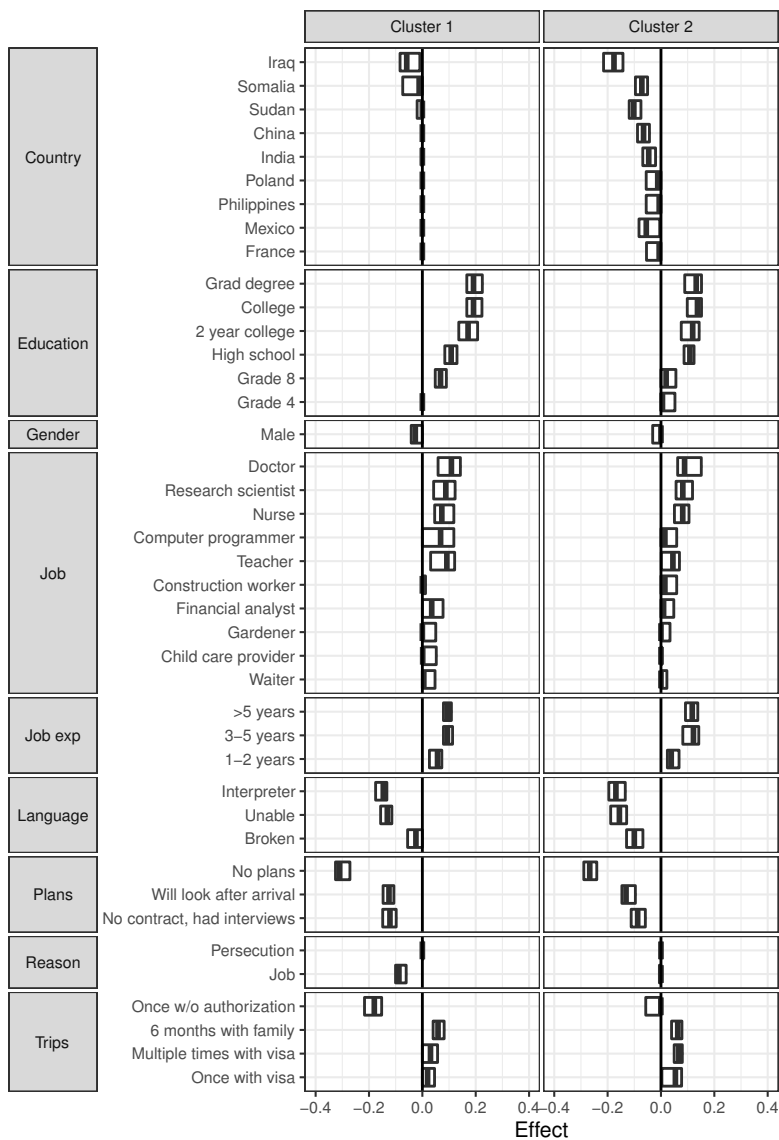 Cluster 1 Cluster 2
Country
Iraq
Somalia
Sudan
China
India
Poland
Philippines
Mexico
France
Education
Grad degree
College
2 year college
High school
Grade 8
Grade 4
Gender
Male
Job
Doctor
Research scientist
Nurse
Computer programmer
Teacher
Construction worker
Financial analyst
Gardener
Child care provider
Waiter
Job exp
>5 years
3−5 years
1−2 years
Language
Interpreter
Unable
Broken
Plans
No plans
Will look after arrival
No contract, had interviews
Reason
Persecution
Job
Trips
Once w/o authorization
6 months with family
Multiple times with visa
Once with visa
−0.4 −0.2 0.0 0.2 0.4 −0.4 −0.2 0.0 0.2 0.4
Effect